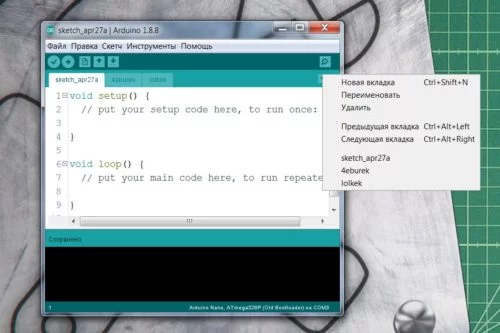 sketch_apr27a | Arduino 1.8.8
Файл Правка Скетч Инструменты Помощь
sketch_apr27a 4eburek lolkek
1 void setup() {
2 // put your setup code here, to run once:
3
4 }
5
6 void loop() {
7 // put your main code here, to run repeate
8
9 }
Новая вкладка Ctrl+Shift+N
Переименовать
Удалить
Предыдущая вкладка Ctrl+Alt+Left
Следующая вкладка Ctrl+Alt+Right
sketch_apr27a
4eburek
lolkek
Сохранено
1 Arduino Nano, ATmega328P (Old Bootloader) на COM3